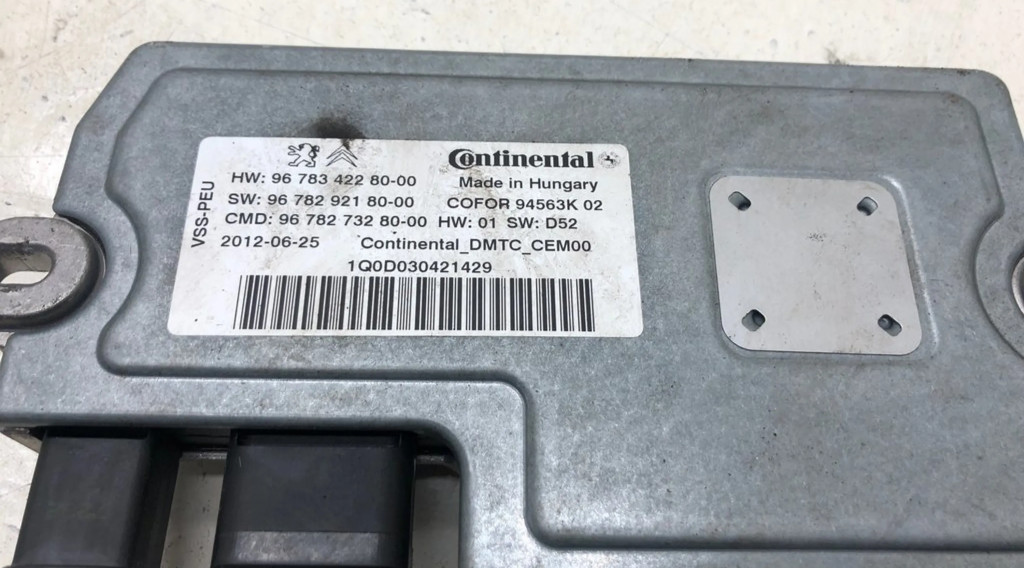 Continental
HW: 96 783 422 80-00 Made in Hungary
SW: 96 782 921 80-00 COFOR 94563K 02
CMD: 96 782 732 80-00 HW: 01 SW: D52
2012-06-25 Continental_DMTC_CEM00
1Q0D030421429
VSS-PEU